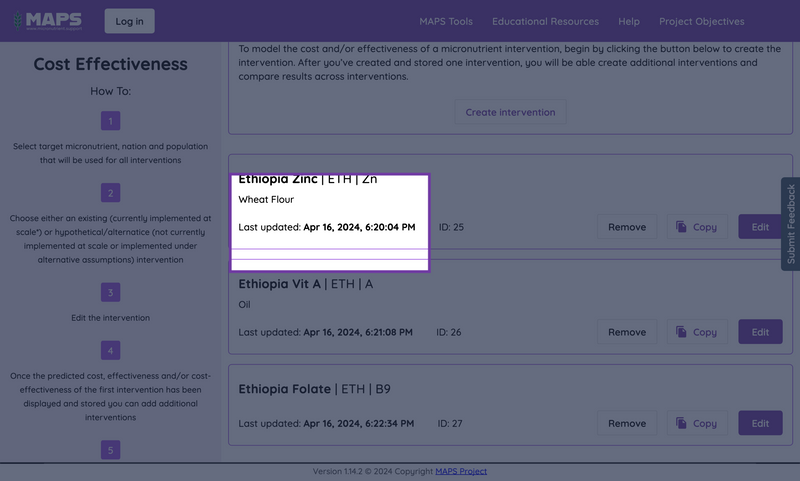 MAPS
Log in
MAPS Tools
Educational Resources
Help
Project Objectives
Cost Effectiveness
How To:
1
Select target micronutrient, nation and population
that will be used for all interventions
2
Choose either an existing (currently implemented at
scale*) or hypothetical/alternatice (not currently
implemented at scale or implemented under
alternative assumptions) intervention
3
Edit the intervention
4
Once the predicted cost, effectiveness and/or cost-
effectiveness of the first intervention has been
displayed and stored you can add additional
interventions
5
To model the cost and/or effectiveness of a micronutrient intervention, begin by clicking the button below to create the
intervention. After you've created and stored one intervention, you will be able create additional interventions and
compare results across interventions.
Create intervention
Ethiopia Zinc | ETH | Zn
Wheat Flour
Last updated: Apr 16, 2024, 6:20:04 PM
ID: 25
Remove
Copy
Edit
Ethiopia Vit A | ETH | A
Oil
Last updated: Apr 16, 2024, 6:21:08 PM
ID: 26
Remove
Copy
Edit
Ethiopia Folate | ETH | B9
Last updated: Apr 16, 2024, 6:22:34 PM
ID: 27
Remove
Copy
Edit
Submit Feedback
Version 1.14.2 © 2024 Copyright MAPS Project